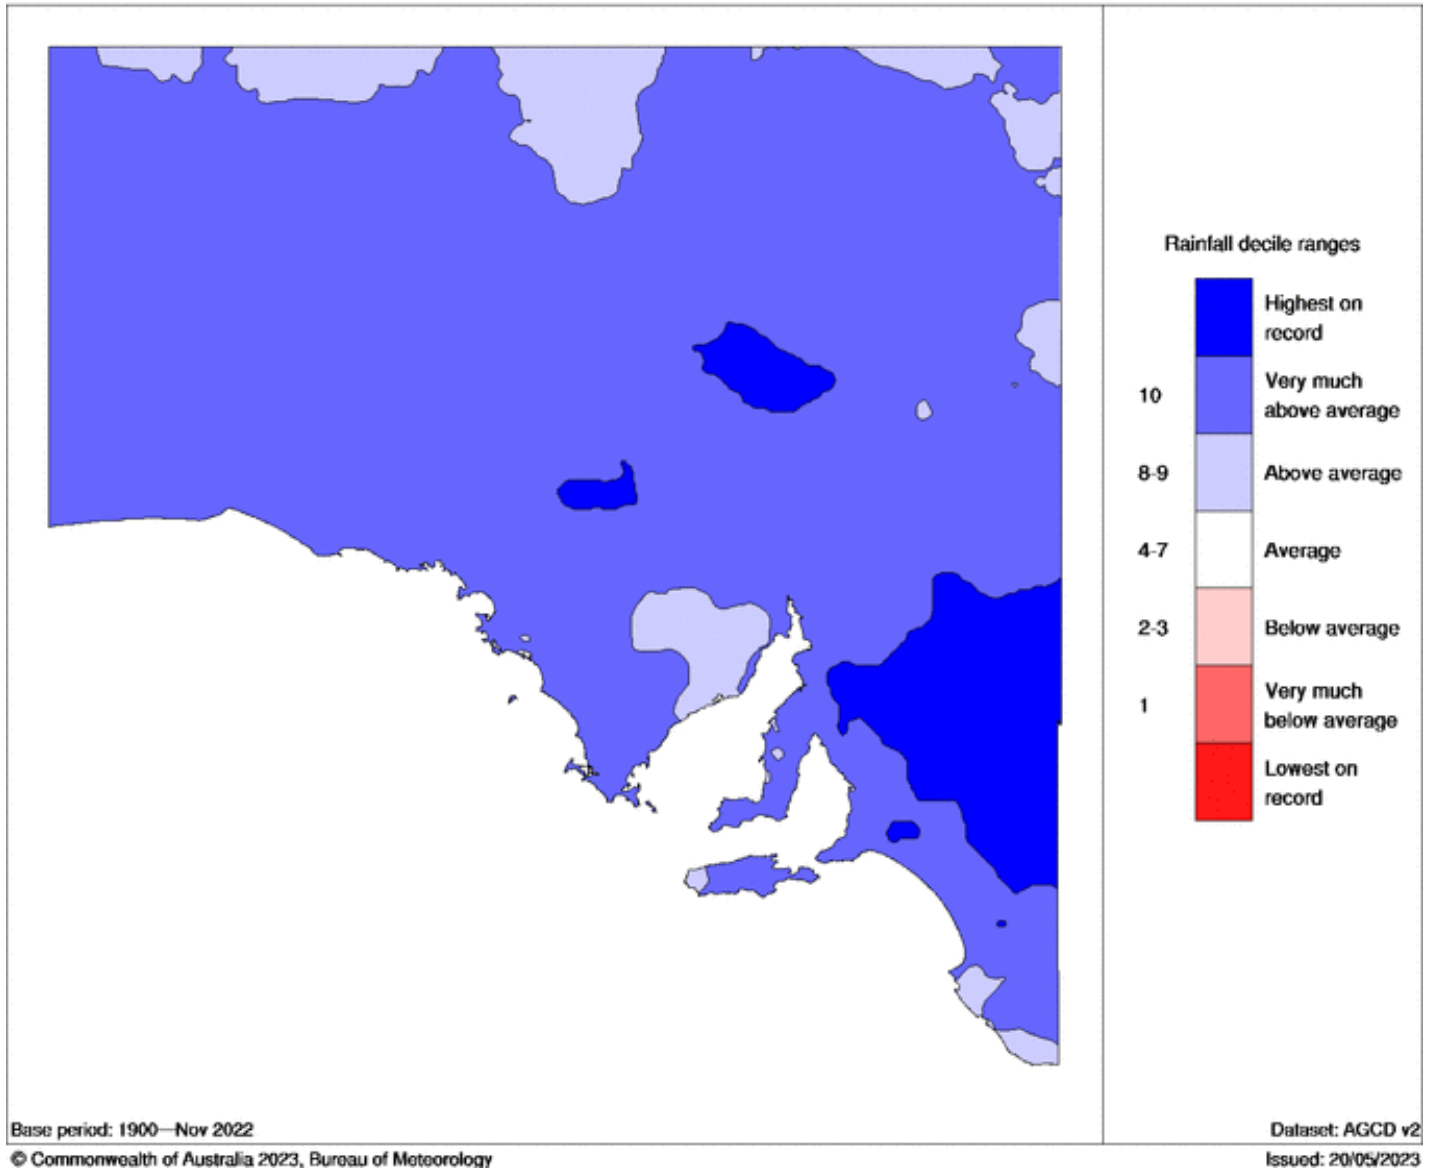 Rainfall decile ranges
Highest on
record
10
Very much
above average
8-9
Above average
4-7
Average
2-3
Below average
1
Very much
below average
Lowest on
record
Base period: 1900—Nov 2022
Dataset: AGCD v2
© Commonwealth of Australia 2023, Bureau of Meteorology
Issued: 20/05/2023